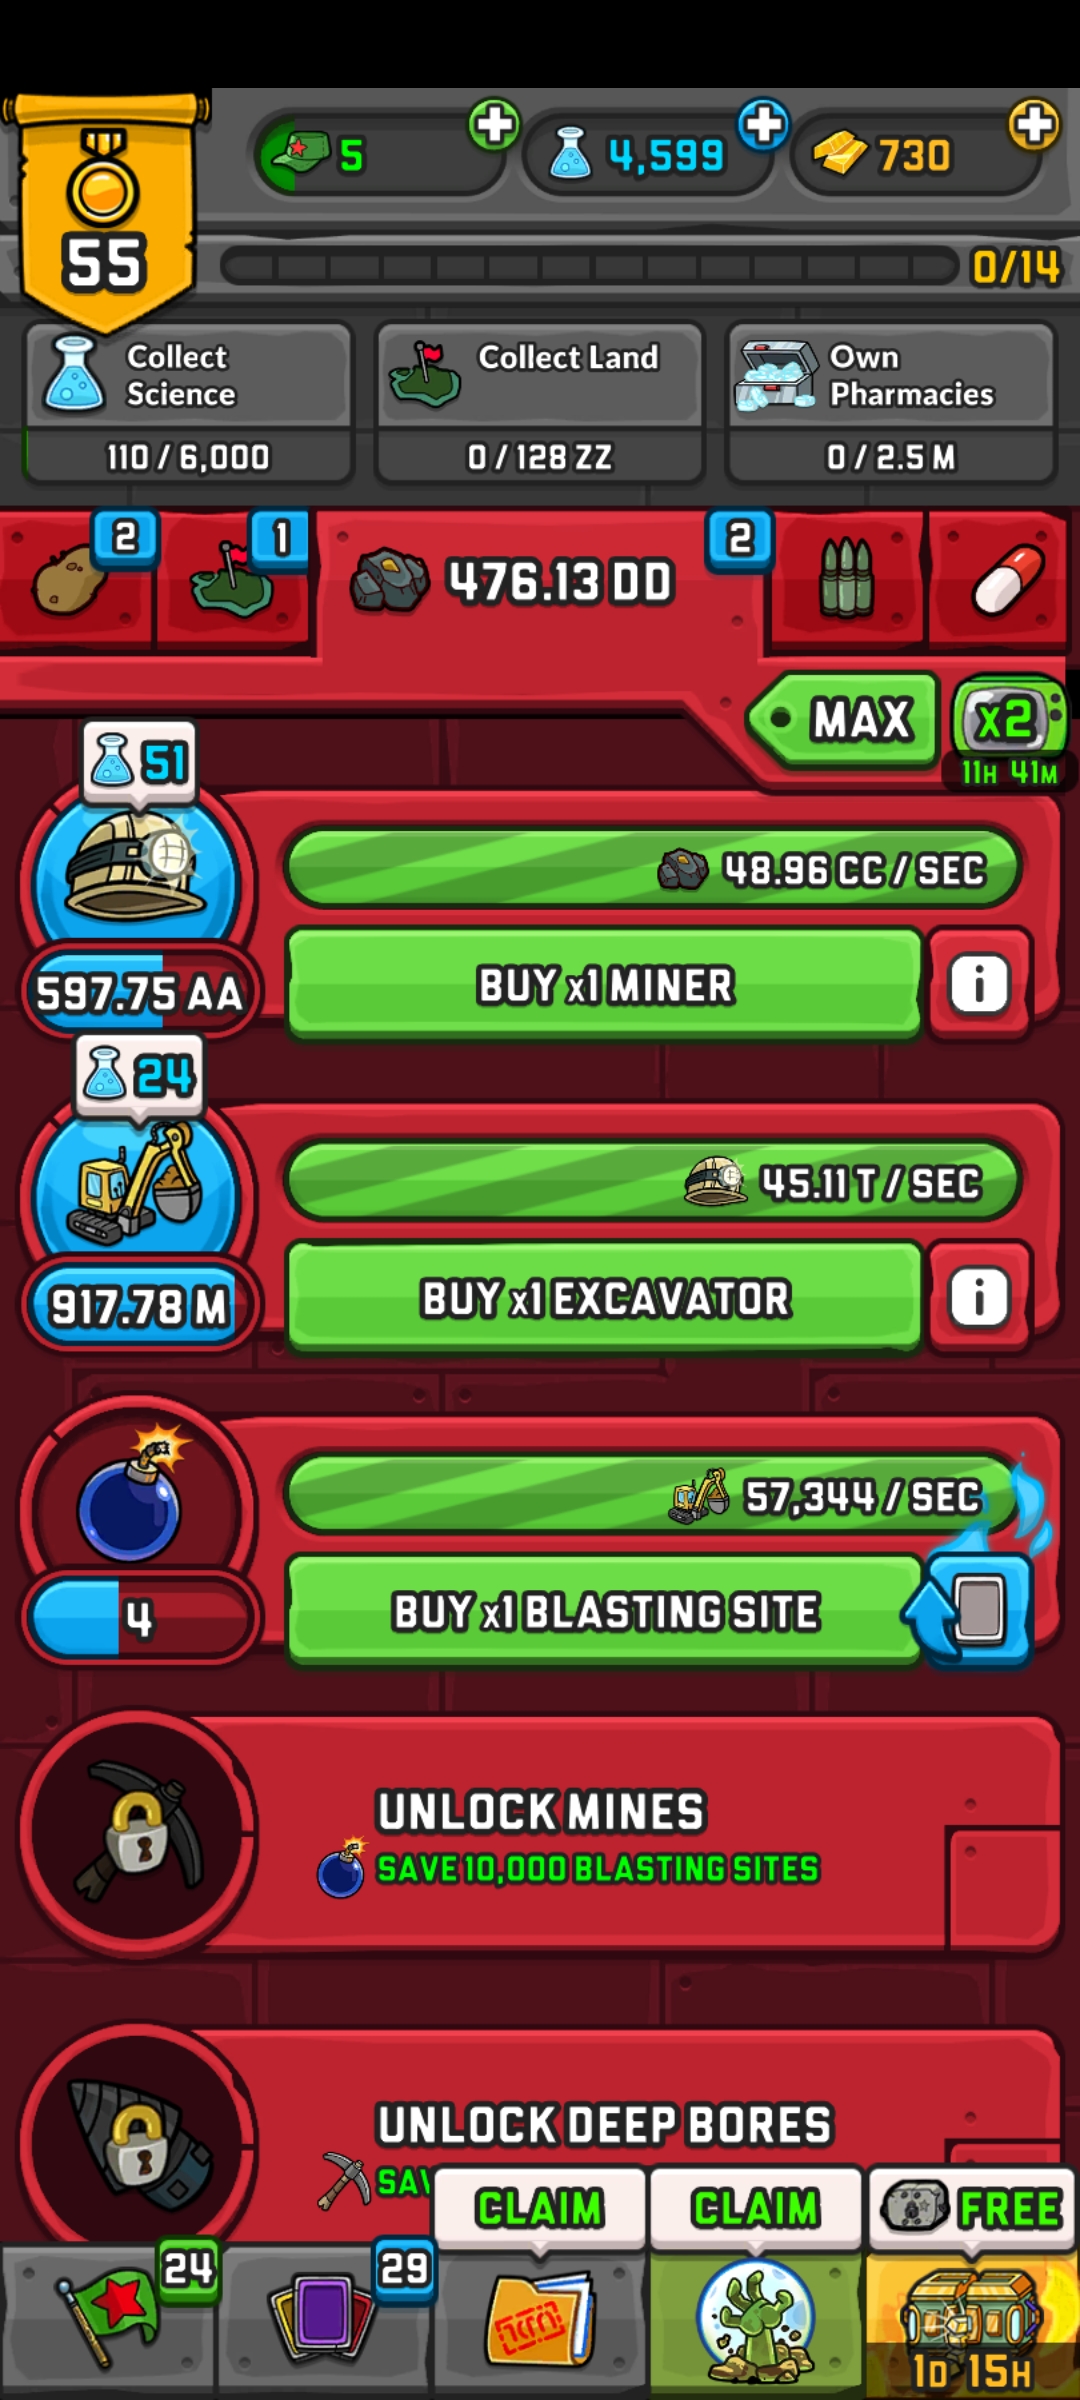 55
5
4,599
730
0/14
Collect Science
110 / 6,000
Collect Land
0 / 128 ZZ
Own Pharmacies
0 / 2.5 M
2
1
476.13 DD
2
MAX
x2
11H 41M
51
48.96 CC / SEC
597.75 AA
BUY x1 MINER
i
24
45.11 T / SEC
917.78 M
BUY x1 EXCAVATOR
i
57,344 / SEC
4
BUY x1 BLASTING SITE
UNLOCK MINES
SAVE 10,000 BLASTING SITES
UNLOCK DEEP BORES
CLAIM
CLAIM
FREE
24
29
1D 15H